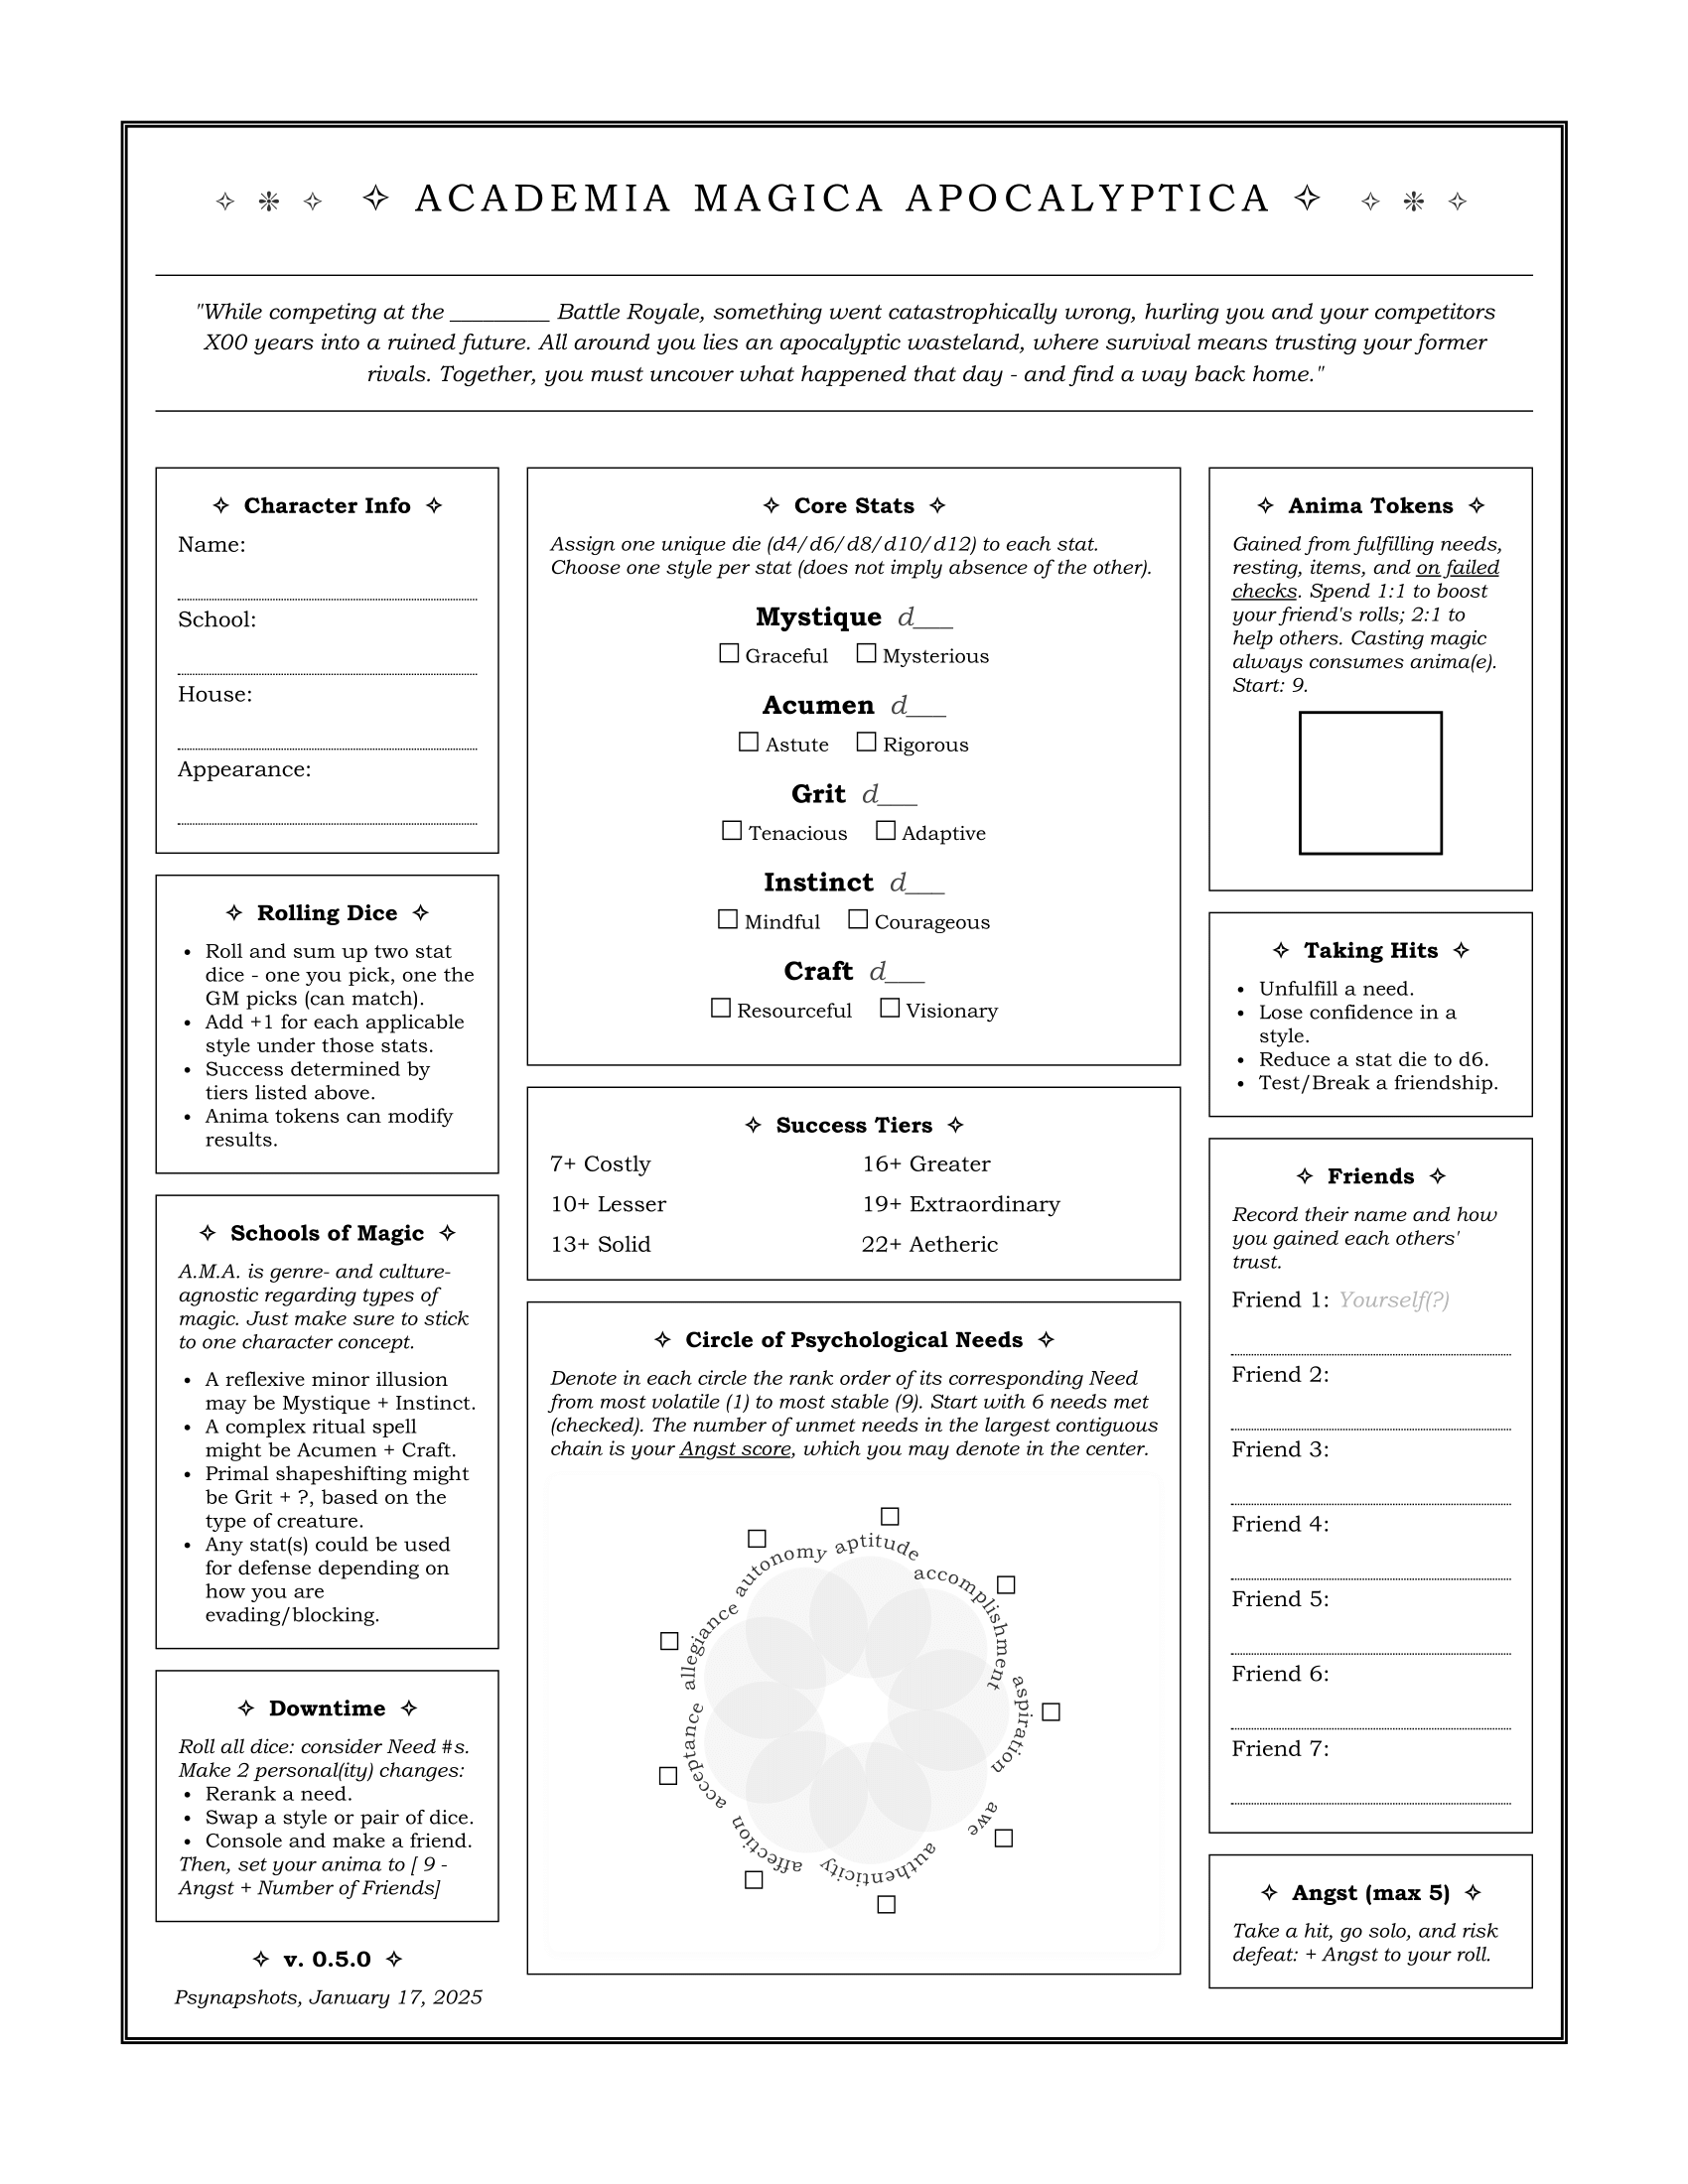 ✧ ❉ ✧ ✧ ACADEMIA MAGICA APOCALYPTICA ✧ ✧ ❉ ✧
"While competing at the _________ Battle Royale, something went catastrophically wrong, hurling you and your competitors
X00 years into a ruined future. All around you lies an apocalyptic wasteland, where survival means trusting your former
rivals. Together, you must uncover what happened that day - and find a way back home."
✧ Character Info ✧
Name:
School:
House:
Appearance:
✧ Rolling Dice ✧
• Roll and sum up two stat
dice - one you pick, one the
GM picks (can match).
• Add +1 for each applicable
style under those stats.
• Success determined by
tiers listed above.
• Anima tokens can modify
results.
✧ Schools of Magic ✧
A.M.A. is genre- and culture-
agnostic regarding types of
magic. Just make sure to stick
to one character concept.
• A reflexive minor illusion
may be Mystique + Instinct.
• A complex ritual spell
might be Acumen + Craft.
• Primal shapeshifting might
be Grit + ?, based on the
type of creature.
• Any stat(s) could be used
for defense depending on
how you are
evading/blocking.
✧ Downtime ✧
Roll all dice: consider Need #s.
Make 2 personal(ity) changes:
• Rerank a need.
• Swap a style or pair of dice.
• Console and make a friend.
Then, set your anima to [ 9 -
Angst + Number of Friends]
✧ v. 0.5.0 ✧
Psynapshots, January 17, 2025
✧ Core Stats ✧
Assign one unique die (d4/d6/d8/d10/d12) to each stat.
Choose one style per stat (does not imply absence of the other).
Mystique d___
☐ Graceful ☐ Mysterious
Acumen d___
☐ Astute ☐ Rigorous
Grit d___
☐ Tenacious ☐ Adaptive
Instinct d___
☐ Mindful ☐ Courageous
Craft d___
☐ Resourceful ☐ Visionary
✧ Success Tiers ✧
7+ Costly 16+ Greater
10+ Lesser 19+ Extraordinary
13+ Solid 22+ Aetheric
✧ Circle of Psychological Needs ✧
Denote in each circle the rank order of its corresponding Need
from most volatile (1) to most stable (9). Start with 6 needs met
(checked). The number of unmet needs in the largest contiguous
chain is your Angst score, which you may denote in the center.
aptitude
accomplishment
aspiration
awe
authenticity
affection
acceptance
allegiance
autonomy
✧ Anima Tokens ✧
Gained from fulfilling needs,
resting, items, and on failed
checks. Spend 1:1 to boost
your friend's rolls; 2:1 to
help others. Casting magic
always consumes anima(e).
Start: 9.
✧ Taking Hits ✧
• Unfulfill a need.
• Lose confidence in a
style.
• Reduce a stat die to d6.
• Test/Break a friendship.
✧ Friends ✧
Record their name and how
you gained each others'
trust.
Friend 1: Yourself(?)
Friend 2:
Friend 3:
Friend 4:
Friend 5:
Friend 6:
Friend 7:
✧ Angst (max 5) ✧
Take a hit, go solo, and risk
defeat: + Angst to your roll.